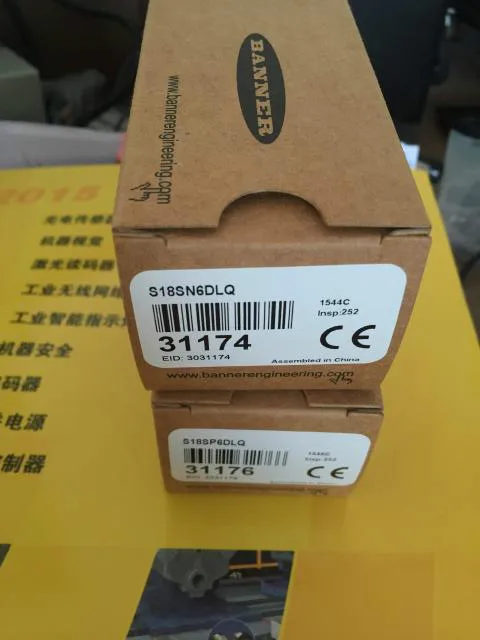 BANNER
www.bannerengineering.com
S18SN6DLQ
1544C
Insp:252
31174
CE
EID: 3031174
Assembled in China
www.bannerengineering.com
S18SP6DLQ
Insp:252
31176
CE
2015
光电传感器
机器视觉
激光读码器
工业无线网络
工业智能指示灯
机器安全
码器
电源
制器